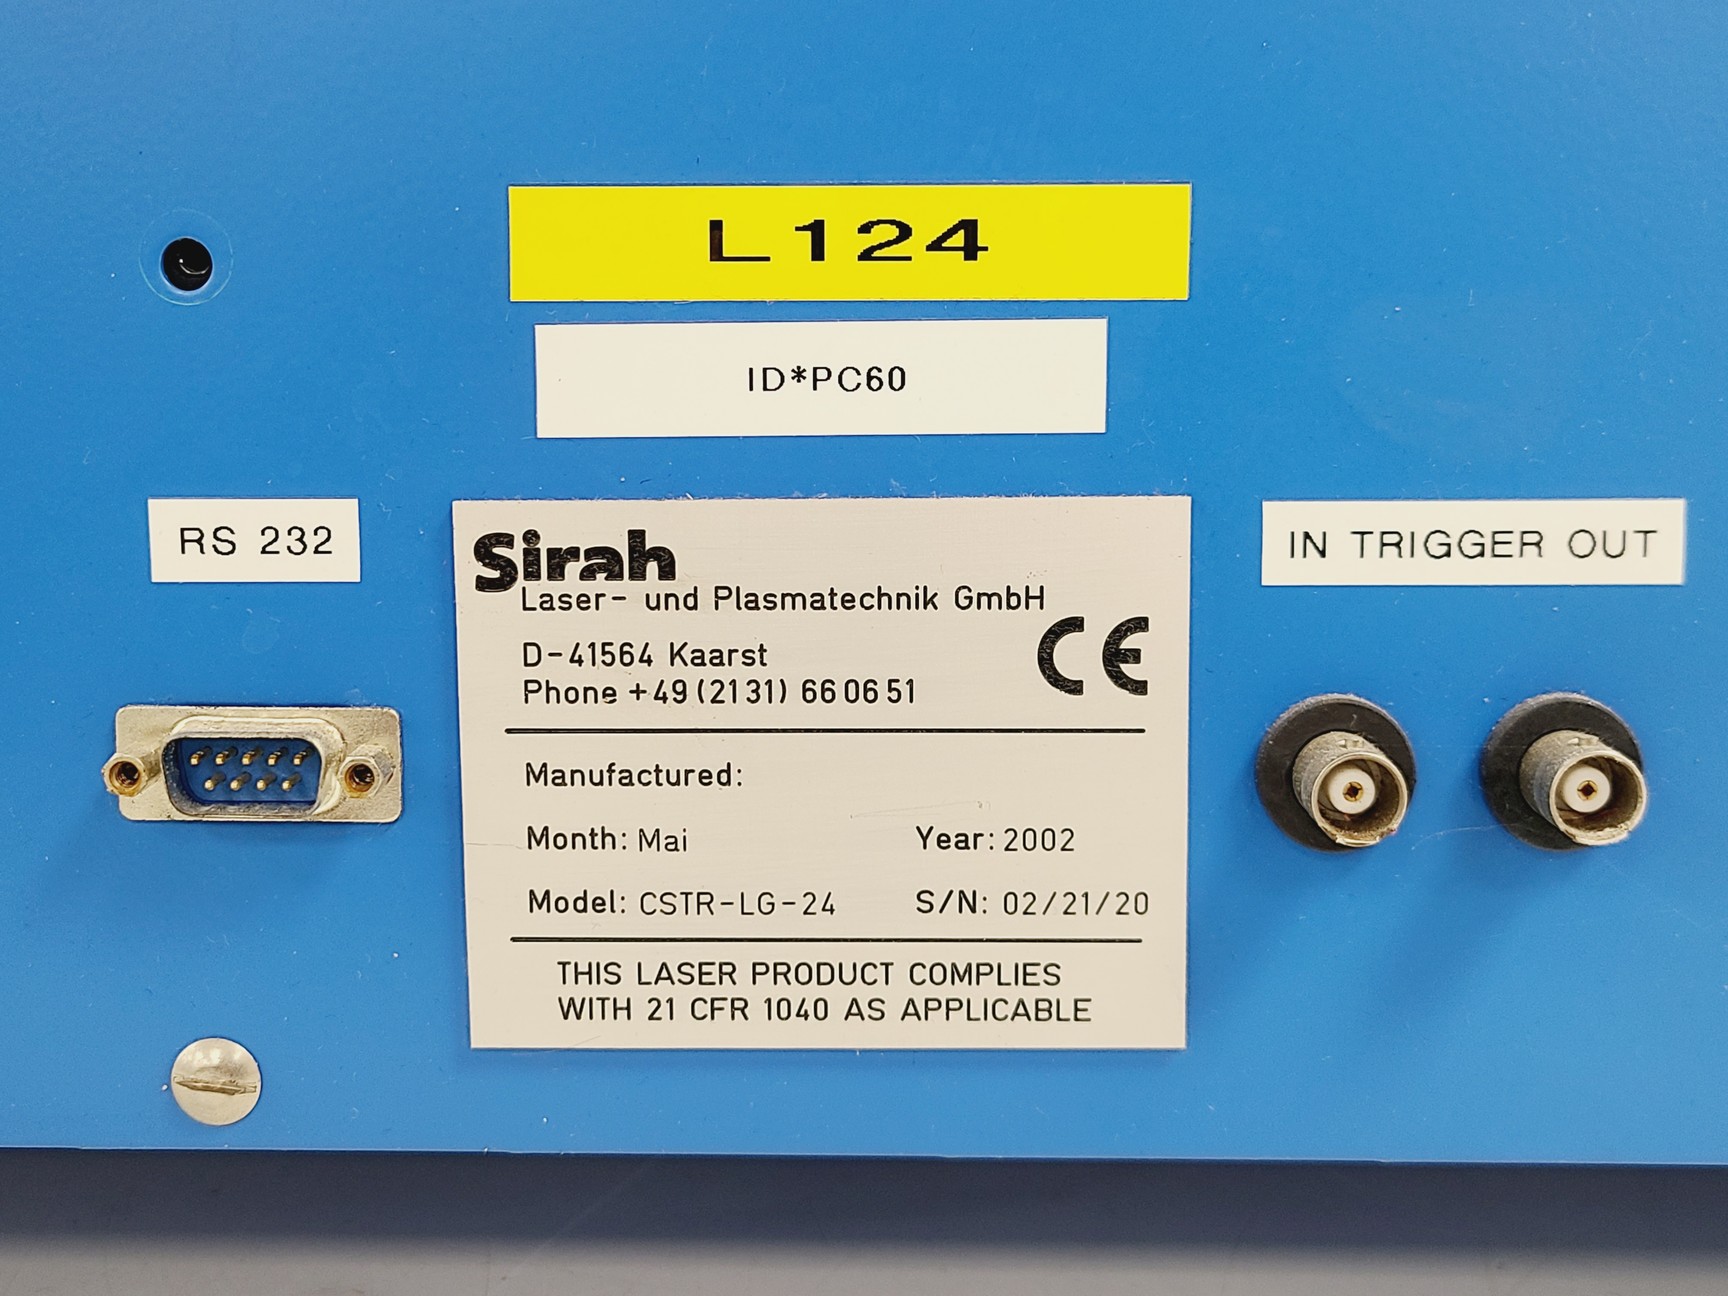 L124
ID*PC60
RS 232
IN TRIGGER OUT
Sirah
Laser- und Plasmatechnik GmbH
D-41564 Kaarst
Phone +49 (2131) 66 06 51
CE
Manufactured:
Month: Mai Year: 2002
Model: CSTR-LG-24 S/N: 02/21/20
THIS LASER PRODUCT COMPLIES
WITH 21 CFR 1040 AS APPLICABLE